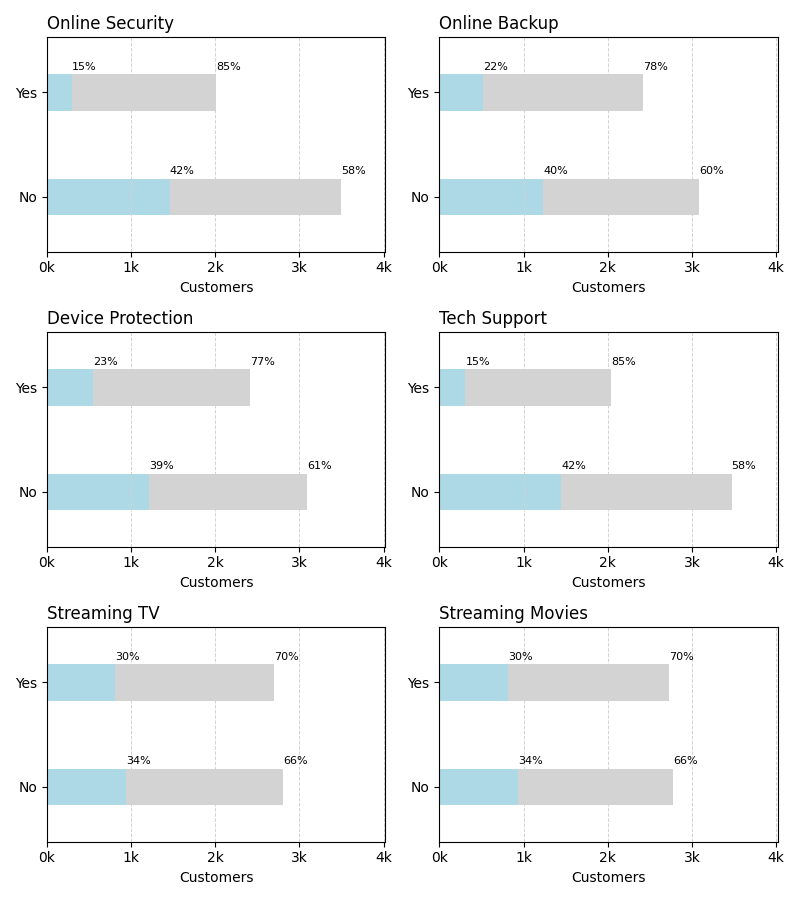 Online Security
Online Backup
15%
85%
22%
78%
Yes
Yes
42%
58%
40%
60%
No
No
0k 1k 2k 3k 4k
0k 1k 2k 3k 4k
Customers
Customers
Device Protection
Tech Support
23%
77%
15%
85%
Yes
Yes
39%
61%
42%
58%
No
No
0k 1k 2k 3k 4k
0k 1k 2k 3k 4k
Customers
Customers
Streaming TV
Streaming Movies
30%
70%
30%
70%
Yes
Yes
34%
66%
34%
66%
No
No
0k 1k 2k 3k 4k
0k 1k 2k 3k 4k
Customers
Customers